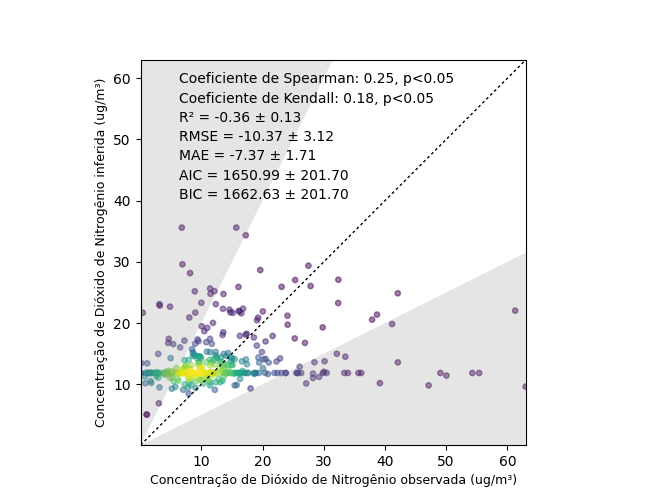 Coeficiente de Spearman: 0.25, p<0.05
Coeficiente de Kendall: 0.18, p<0.05
R² = -0.36 ± 0.13
RMSE = -10.37 ± 3.12
MAE = -7.37 ± 1.71
AIC = 1650.99 ± 201.70
BIC = 1662.63 ± 201.70
Concentração de Dióxido de Nitrogênio inferida (ug/m³)
60
50
40
30
20
10
10 20 30 40 50 60
Concentração de Dióxido de Nitrogênio observada (ug/m³)